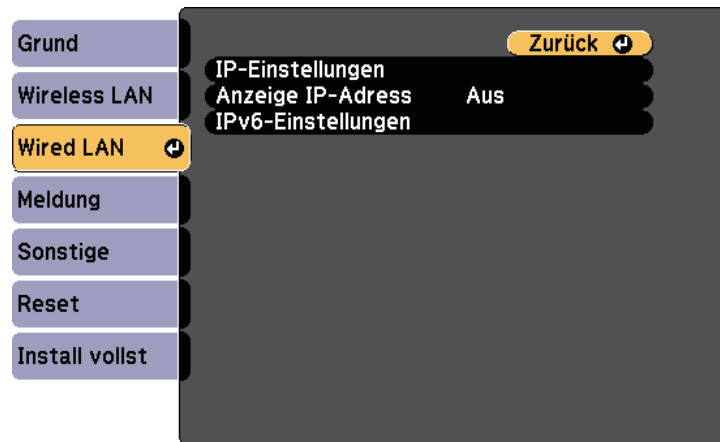 Grund
Wireless LAN
Wired LAN
Meldung
Sonstige
Reset
Install vollst
Zurück
IP-Einstellungen
Anzeige IP-Adress Aus
IPv6-Einstellungen